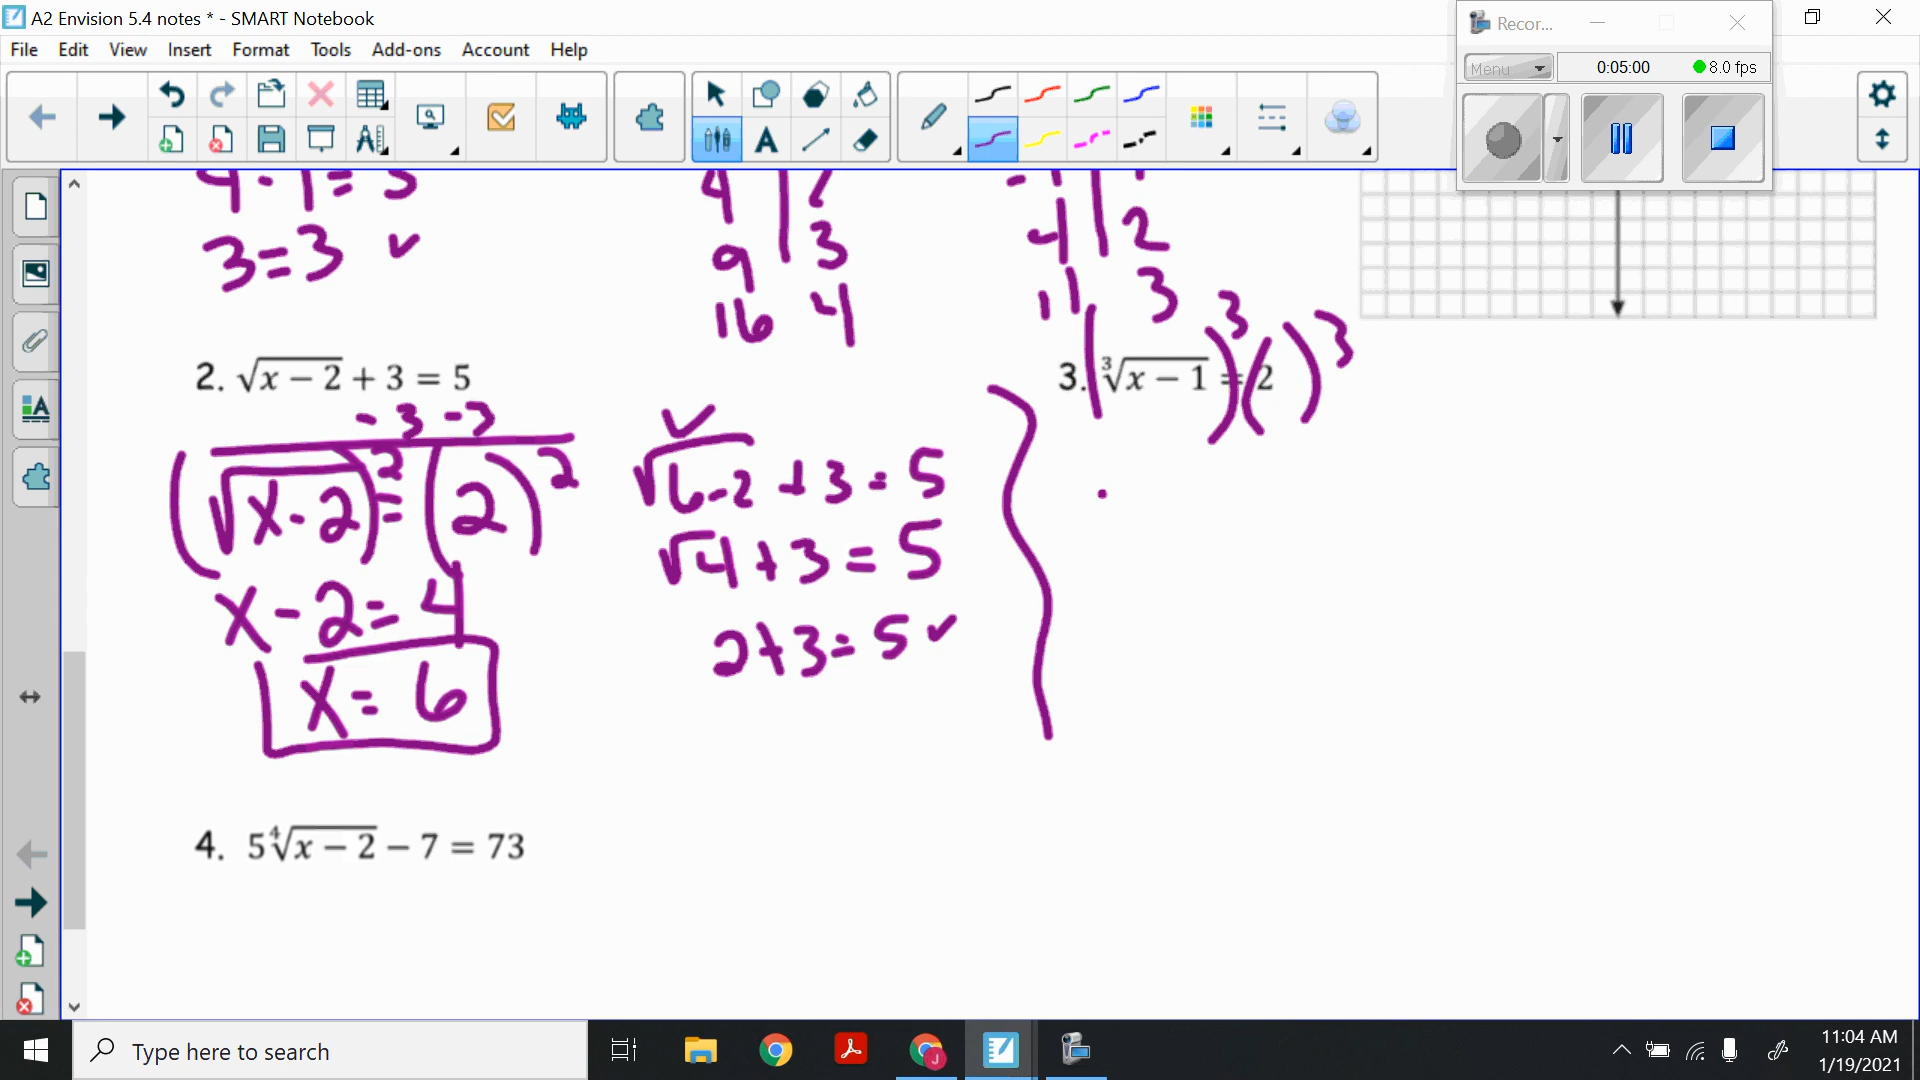 A2 Envision 5.4 notes * - SMART Notebook
File Edit View Insert Format Tools Add-ons Account Help
Recor...
Menu
0:05:00
8.0 fps
3 = 3 ✓
9 3
16 4
-4 2
11 3
2. √(x − 2) + 3 = 5
- 3 - 3
(√(x - 2))² = (2)²
x - 2 = 4
x = 6
✓
√(6-2) + 3 = 5
√4 + 3 = 5
2 + 3 = 5 ✓
3. (∛(x − 1))³ = (2)³
4. 5∜(x − 2) − 7 = 73
Type here to search
11:04 AM
1/19/2021